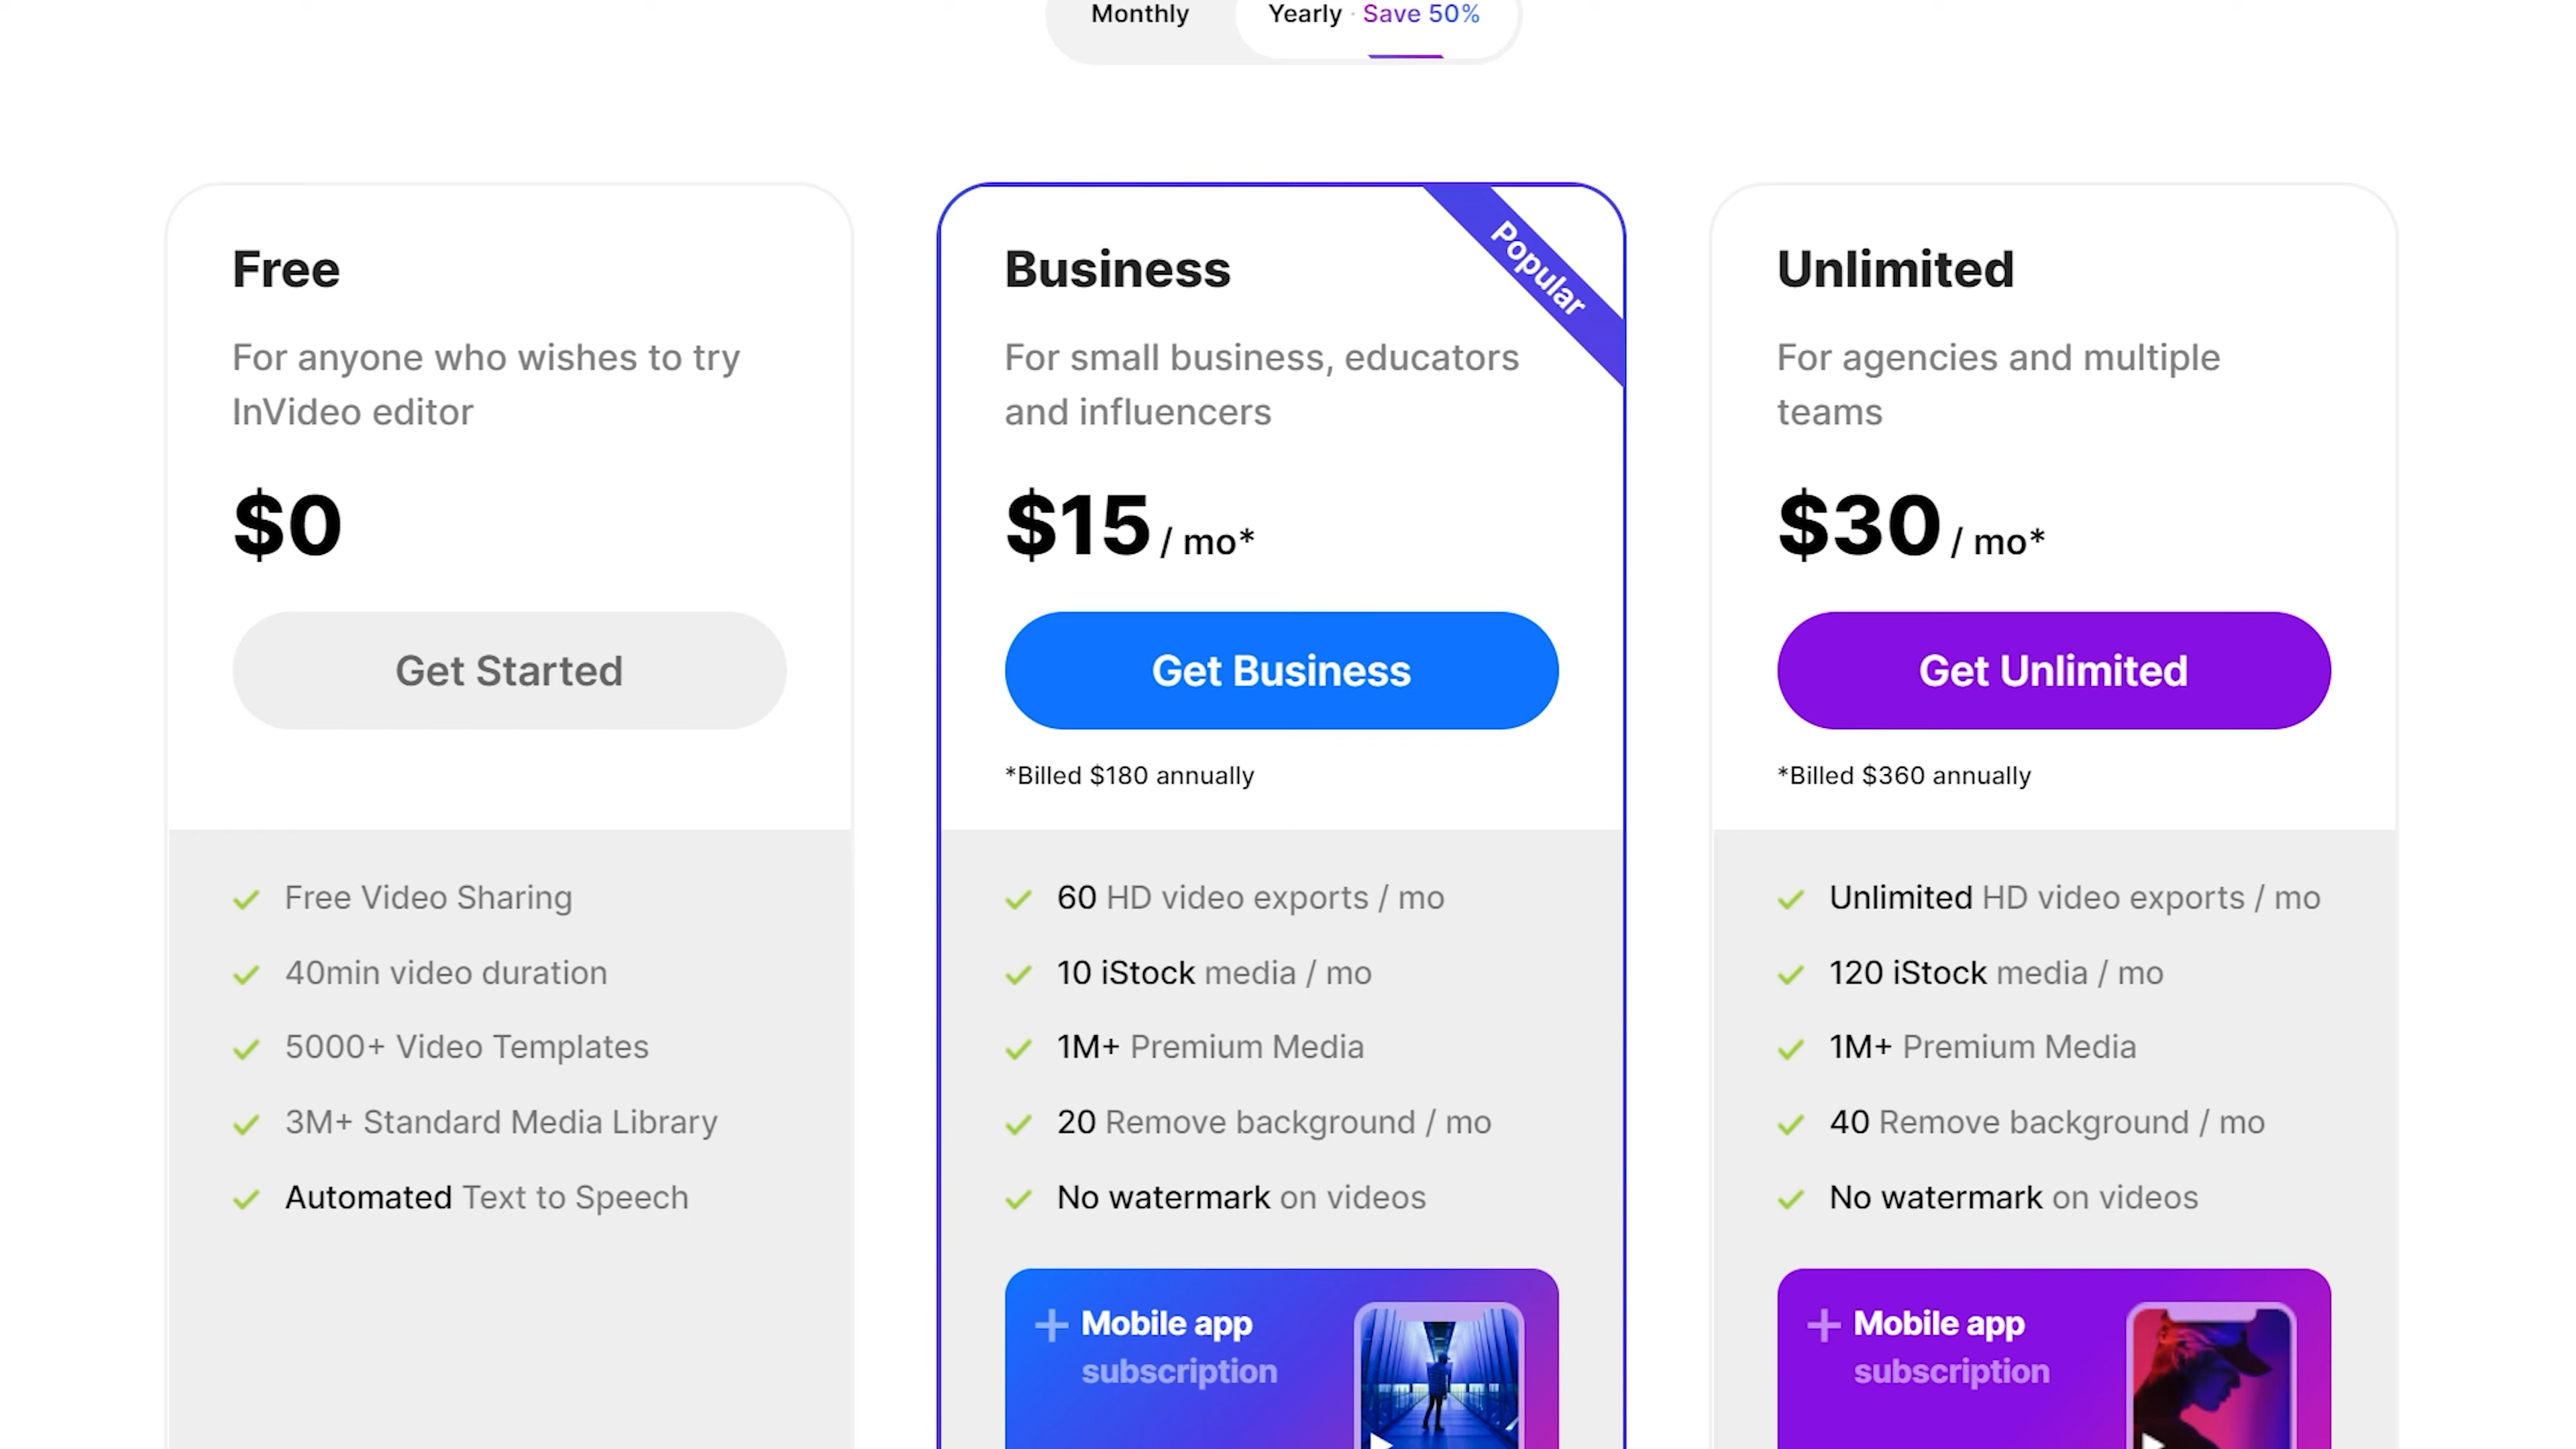 Monthly
Yearly · Save 50%
Free
For anyone who wishes to try
InVideo editor
$0
Get Started
Free Video Sharing
40min video duration
5000+ Video Templates
3M+ Standard Media Library
Automated Text to Speech
Popular
Business
For small business, educators
and influencers
$15 / mo*
Get Business
*Billed $180 annually
60 HD video exports / mo
10 iStock media / mo
1M+ Premium Media
20 Remove background / mo
No watermark on videos
+ Mobile app
subscription
Unlimited
For agencies and multiple
teams
$30 / mo*
Get Unlimited
*Billed $360 annually
Unlimited HD video exports / mo
120 iStock media / mo
1M+ Premium Media
40 Remove background / mo
No watermark on videos
+ Mobile app
subscription